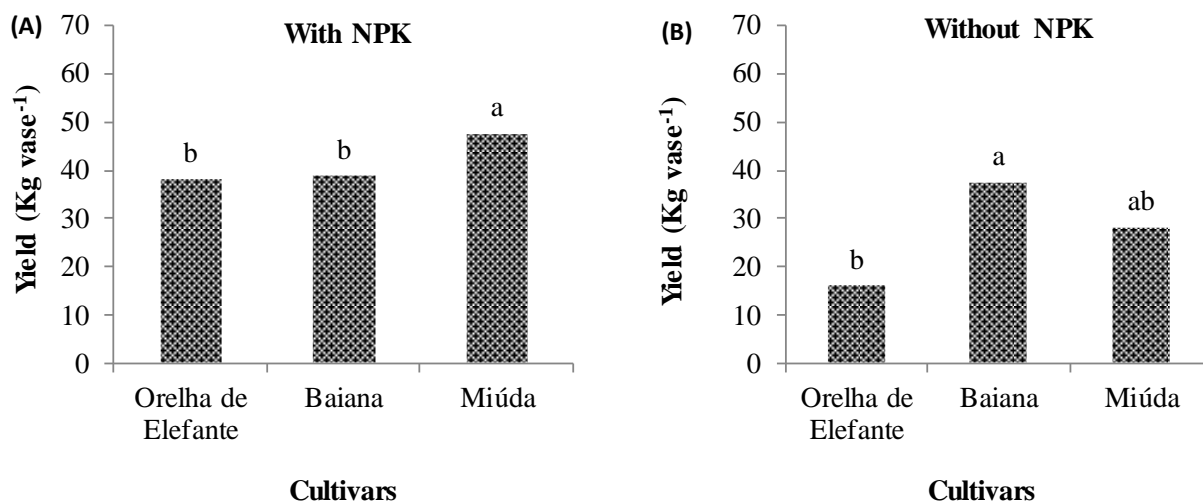 (A)
With NPK
Yield (Kg vase-1)
70
60
50
40
30
20
10
0
b
b
a
Orelha de
Elefante
Baiana
Miúda
Cultivars
(B)
Without NPK
Yield (Kg vase-1)
70
60
50
40
30
20
10
0
b
a
ab
Orelha de
Elefante
Baiana
Miúda
Cultivars